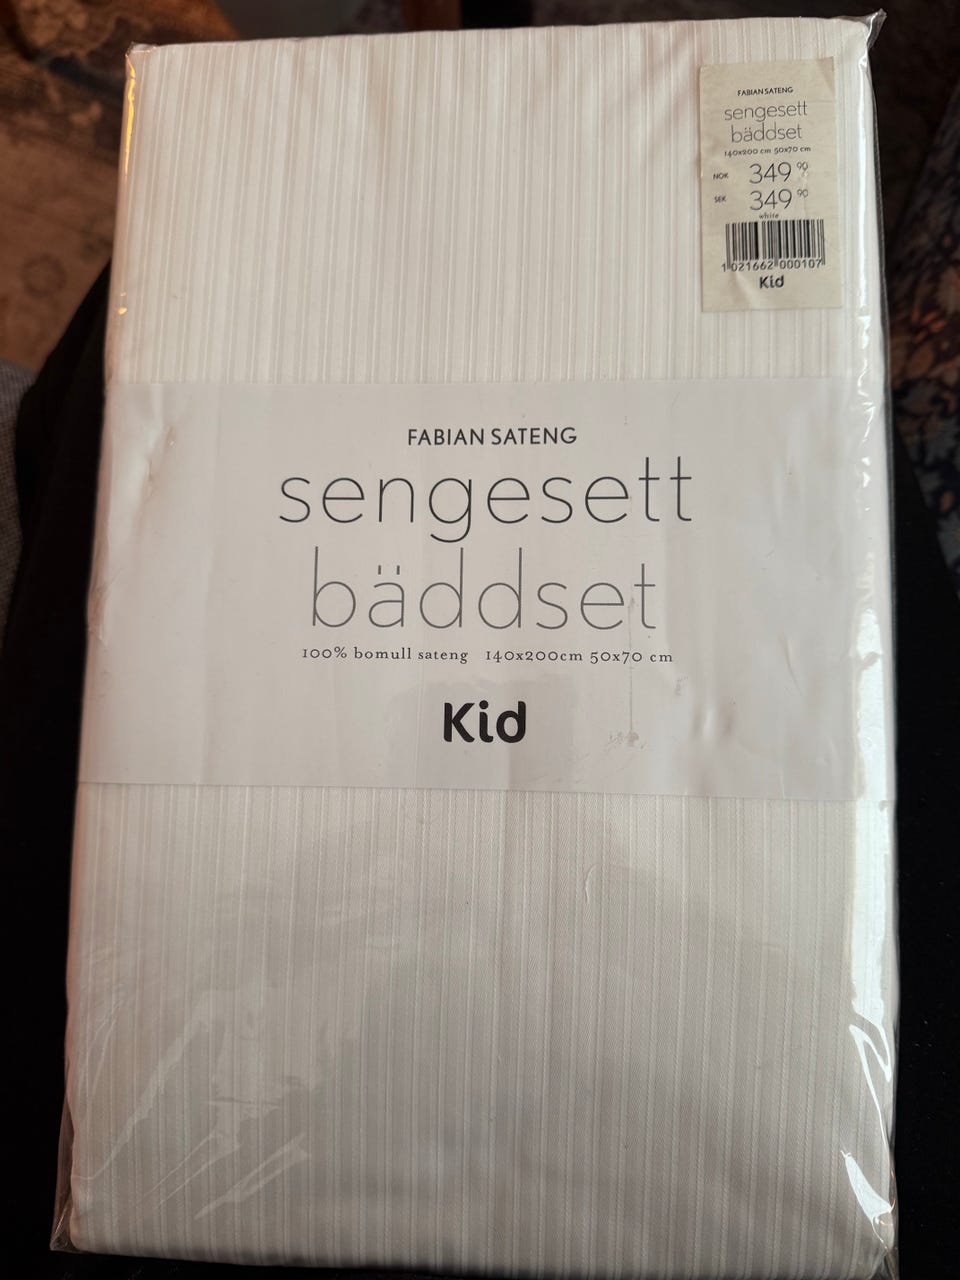 FABIAN SATENG
sengesett
bäddset
140x200 cm 50x70 cm
NOK 349 90
SEK 349 90
white
1 021662 000107
Kid
FABIAN SATENG
sengesett
bäddset
100% bomull sateng 140x200cm 50x70 cm
Kid